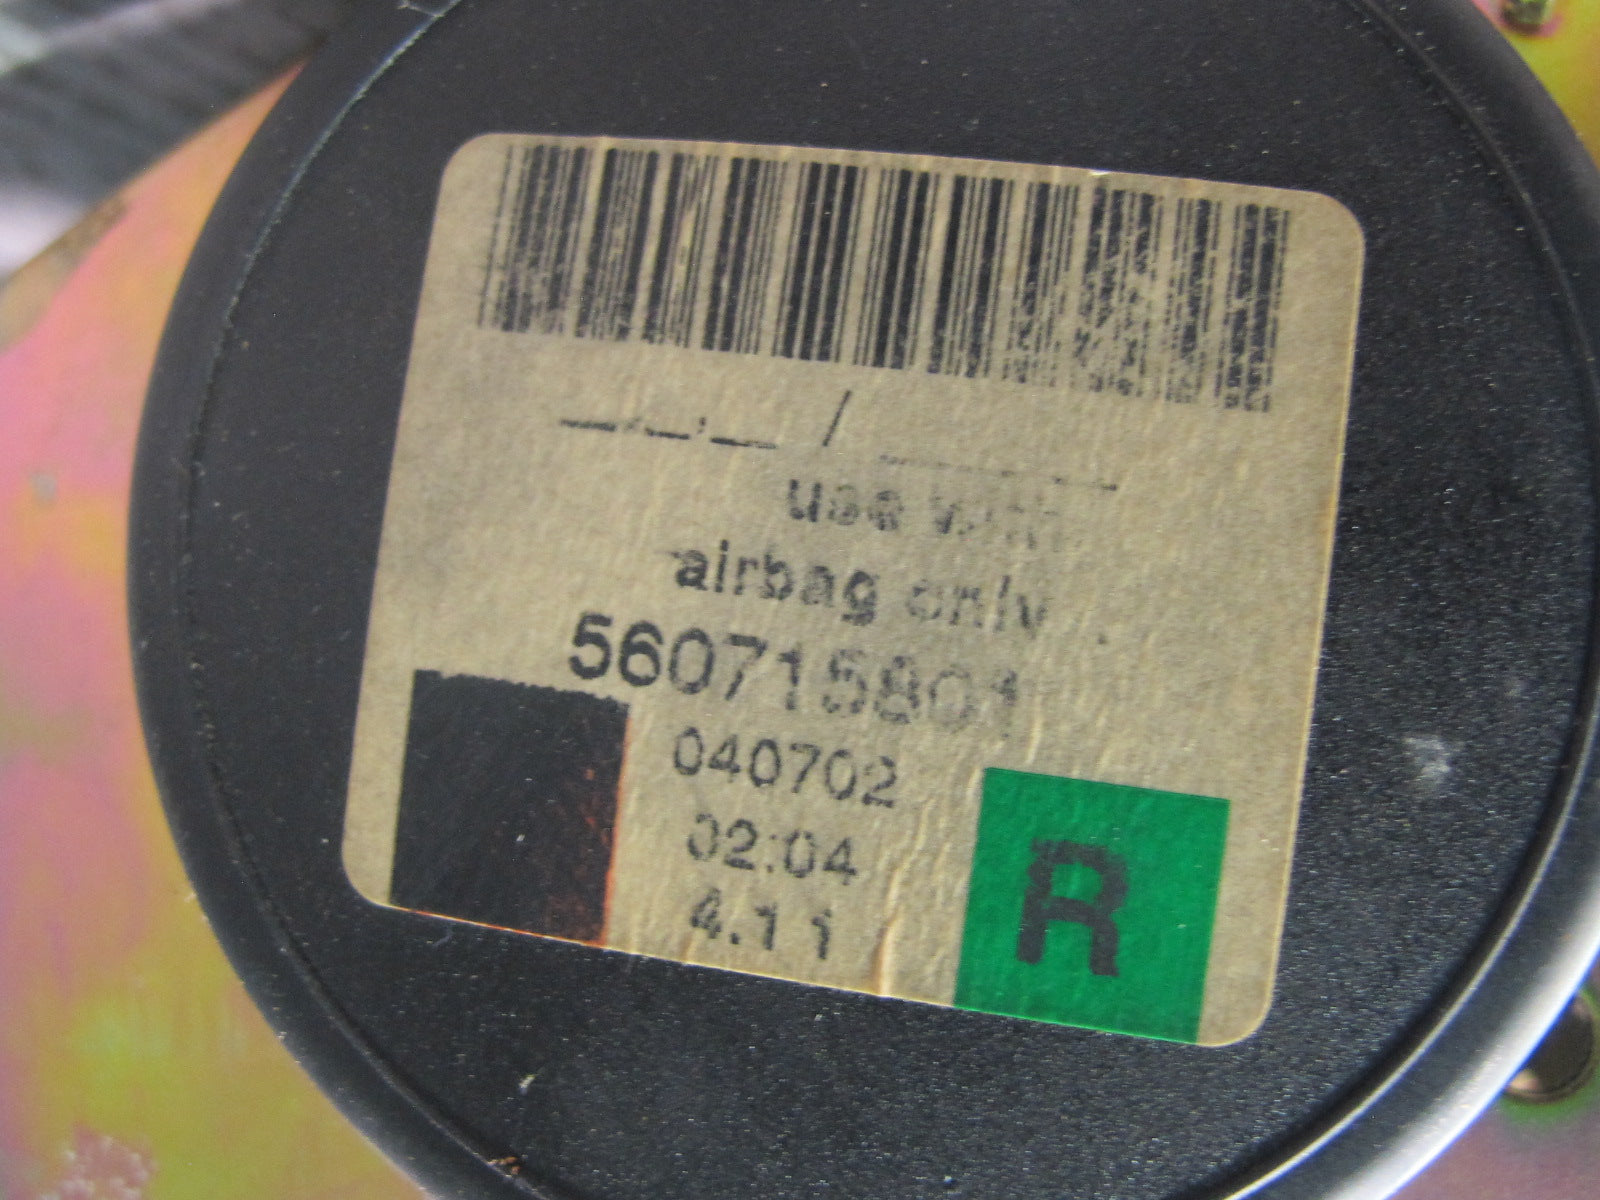 use with
airbag only
560715801
040702
02:04
4.11
R